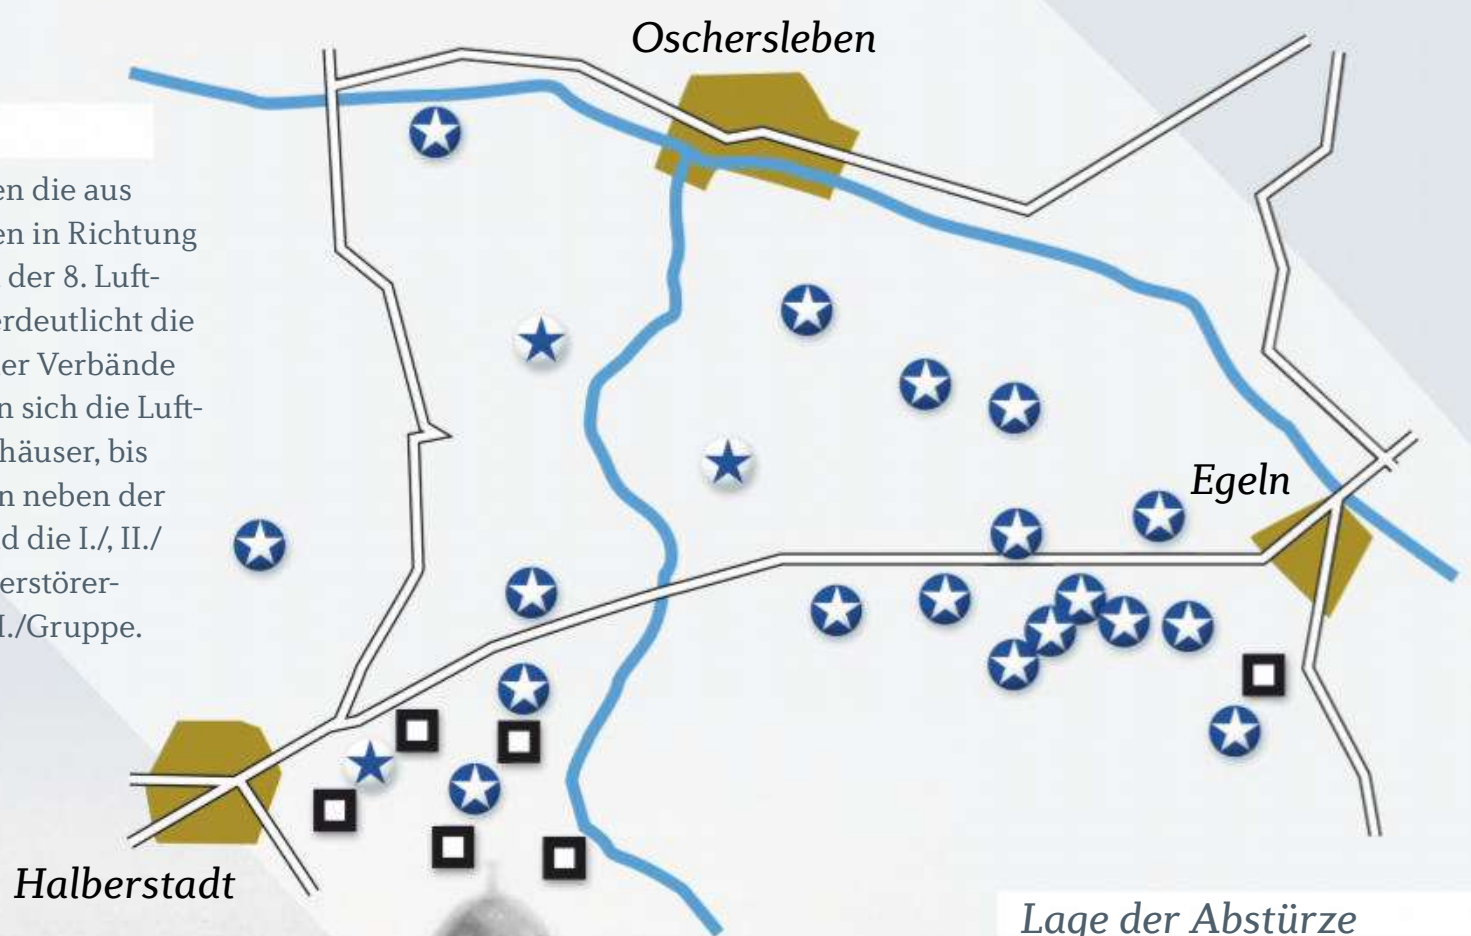 Oschersleben
en die aus
en in Richtung
der 8. Luft-
erdeutlicht die
er Verbände
n sich die Luft-
häuser, bis
n neben der
d die I./, II./
erstörer-
I./Gruppe.
Egeln
Halberstadt
Lage der Abstürze